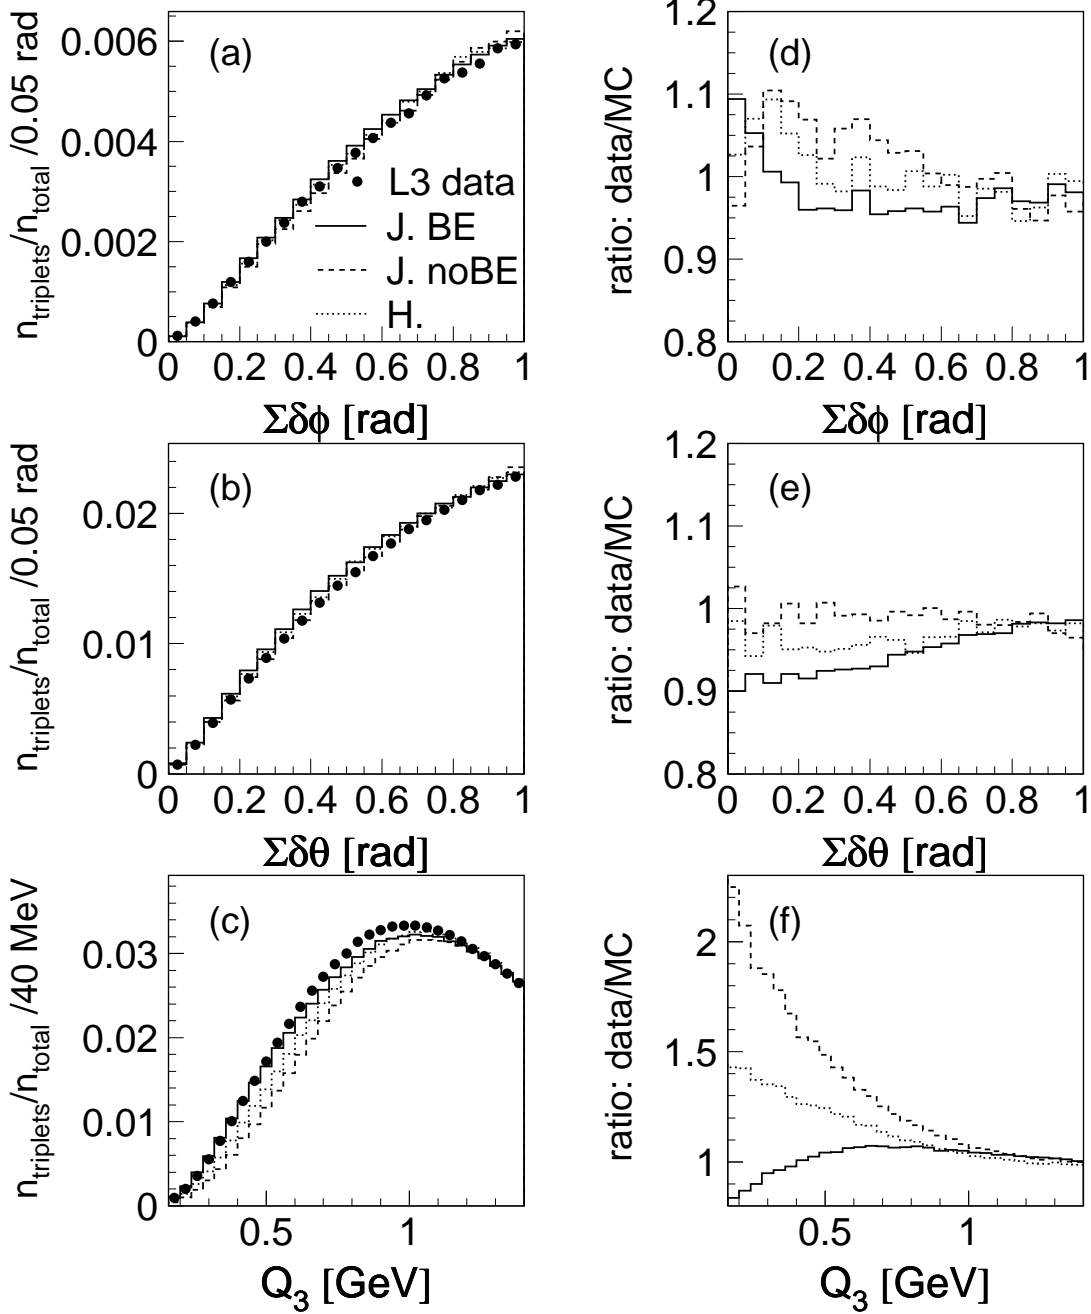 n_triplets/n_total /0.05 rad
0.006
0.004
0.002
0
(a)
L3 data
J. BE
J. noBE
H.
0 0.2 0.4 0.6 0.8 1
Σδϕ [rad]
ratio: data/MC
1.2
1.1
1
0.9
0.8
(d)
0 0.2 0.4 0.6 0.8 1
Σδϕ [rad]
n_triplets/n_total /0.05 rad
0.02
0.01
0
(b)
0 0.2 0.4 0.6 0.8 1
Σδθ [rad]
ratio: data/MC
1.2
1.1
1
0.9
0.8
(e)
0 0.2 0.4 0.6 0.8 1
Σδθ [rad]
n_triplets/n_total /40 MeV
0.03
0.02
0.01
0
(c)
0.5 1
Q_3 [GeV]
ratio: data/MC
2
1.5
1
(f)
0.5 1
Q_3 [GeV]